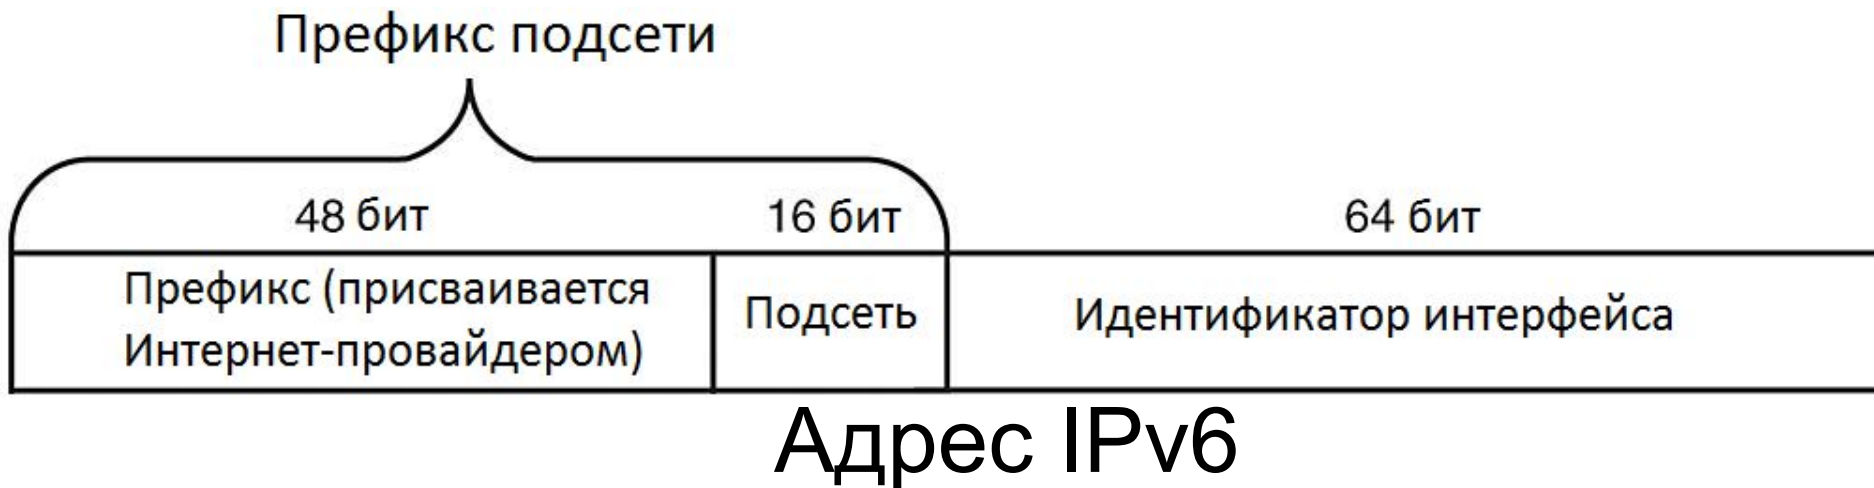 Префикс подсети
48 бит
16 бит
64 бит
Префикс (присваивается
Интернет-провайдером)
Подсеть
Идентификатор интерфейса
Адрес IPv6